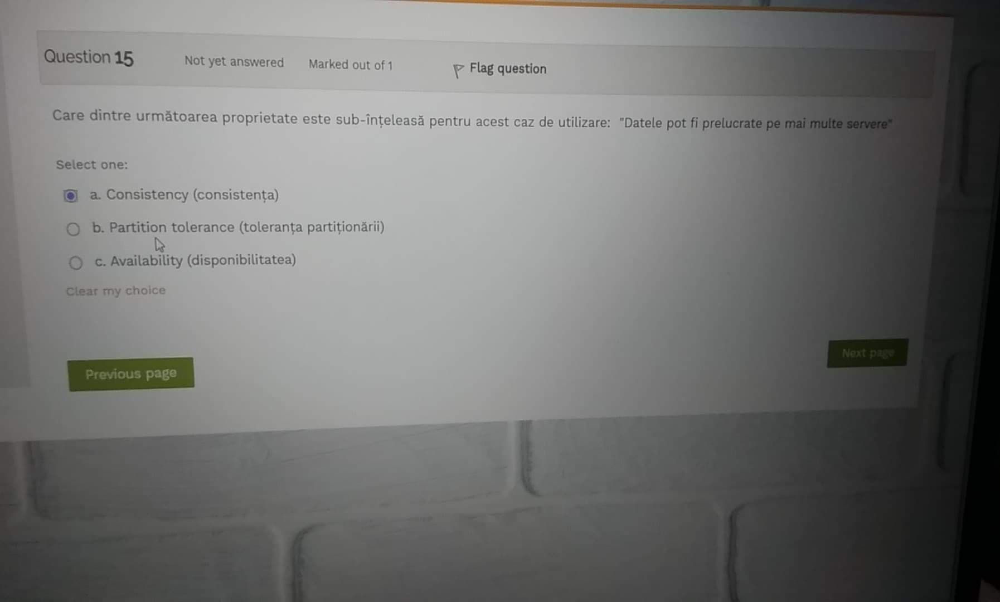 Question 15
Not yet answered
Marked out of 1
Flag question
Care dintre următoarea proprietate este sub-înțeleasă pentru acest caz de utilizare: "Datele pot fi prelucrate pe mai multe servere"
Select one:
a. Consistency (consistența)
b. Partition tolerance (toleranța partiționării)
c. Availability (disponibilitatea)
Clear my choice
Previous page
Next page